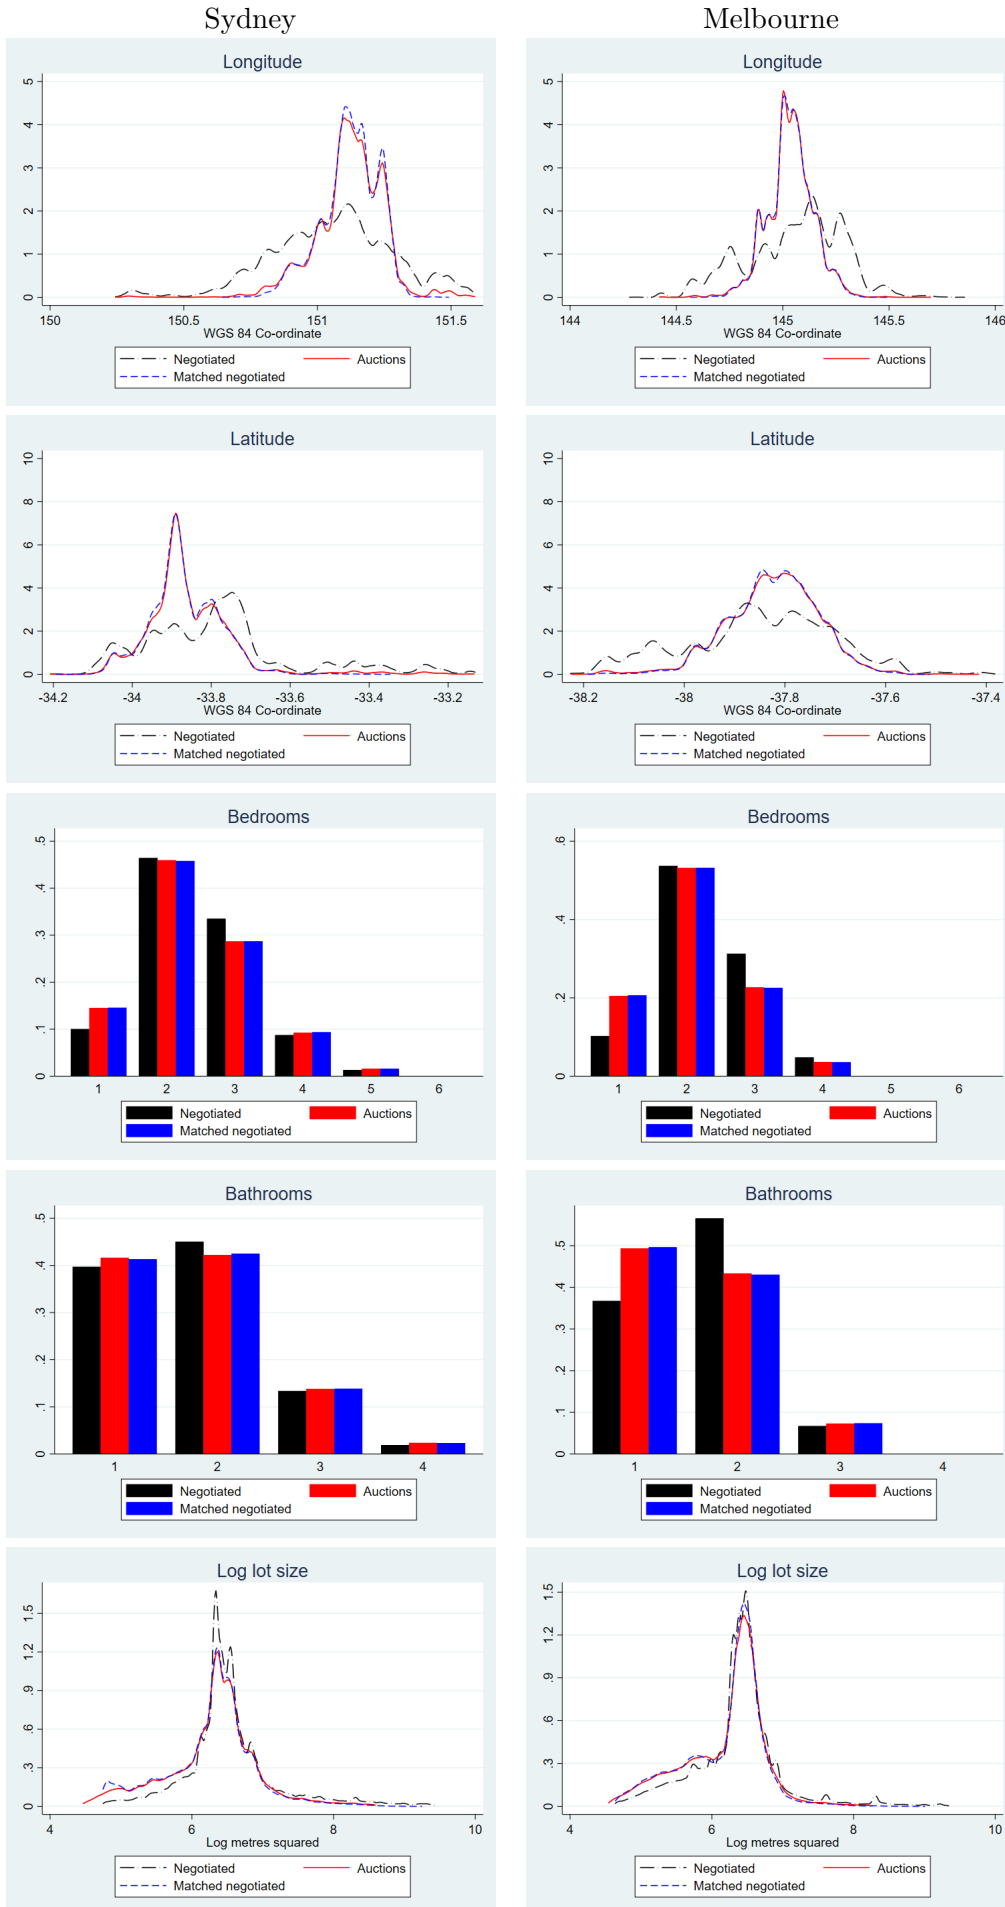 Sydney Melbourne
Longitude
5
4
3
2
1
0
150 150.5 151 151.5
WGS 84 Co-ordinate
Negotiated Auctions
Matched negotiated
Longitude
5
4
3
2
1
0
144 144.5 145 145.5 146
WGS 84 Co-ordinate
Negotiated Auctions
Matched negotiated
Latitude
10
8
6
4
2
0
-34.2 -34 -33.8 -33.6 -33.4 -33.2
WGS 84 Co-ordinate
Negotiated Auctions
Matched negotiated
Latitude
10
8
6
4
2
0
-38.2 -38 -37.8 -37.6 -37.4
WGS 84 Co-ordinate
Negotiated Auctions
Matched negotiated
Bedrooms
.5
.4
.3
.2
.1
0
1 2 3 4 5 6
Negotiated Auctions
Matched negotiated
Bedrooms
.6
.4
.2
0
1 2 3 4 5 6
Negotiated Auctions
Matched negotiated
Bathrooms
.5
.4
.3
.2
.1
0
1 2 3 4
Negotiated Auctions
Matched negotiated
Bathrooms
.5
.4
.3
.2
.1
0
1 2 3 4
Negotiated Auctions
Matched negotiated
Log lot size
1.5
1.2
.9
.6
.3
0
4 6 8 10
Log metres squared
Negotiated Auctions
Matched negotiated
Log lot size
1.5
1.2
.9
.6
.3
0
4 6 8 10
Log metres squared
Negotiated Auctions
Matched negotiated